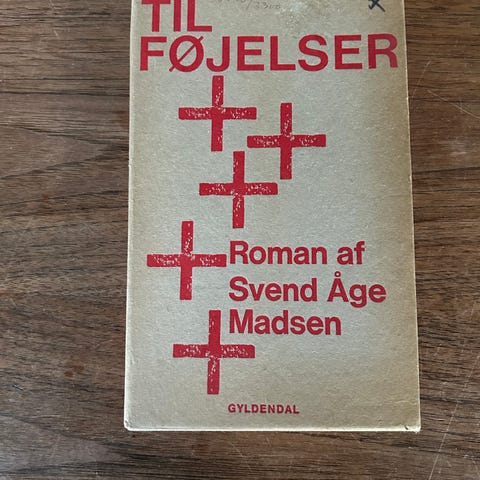 TIL
FØJELSER
Roman af
Svend Åge
Madsen
GYLDENDAL